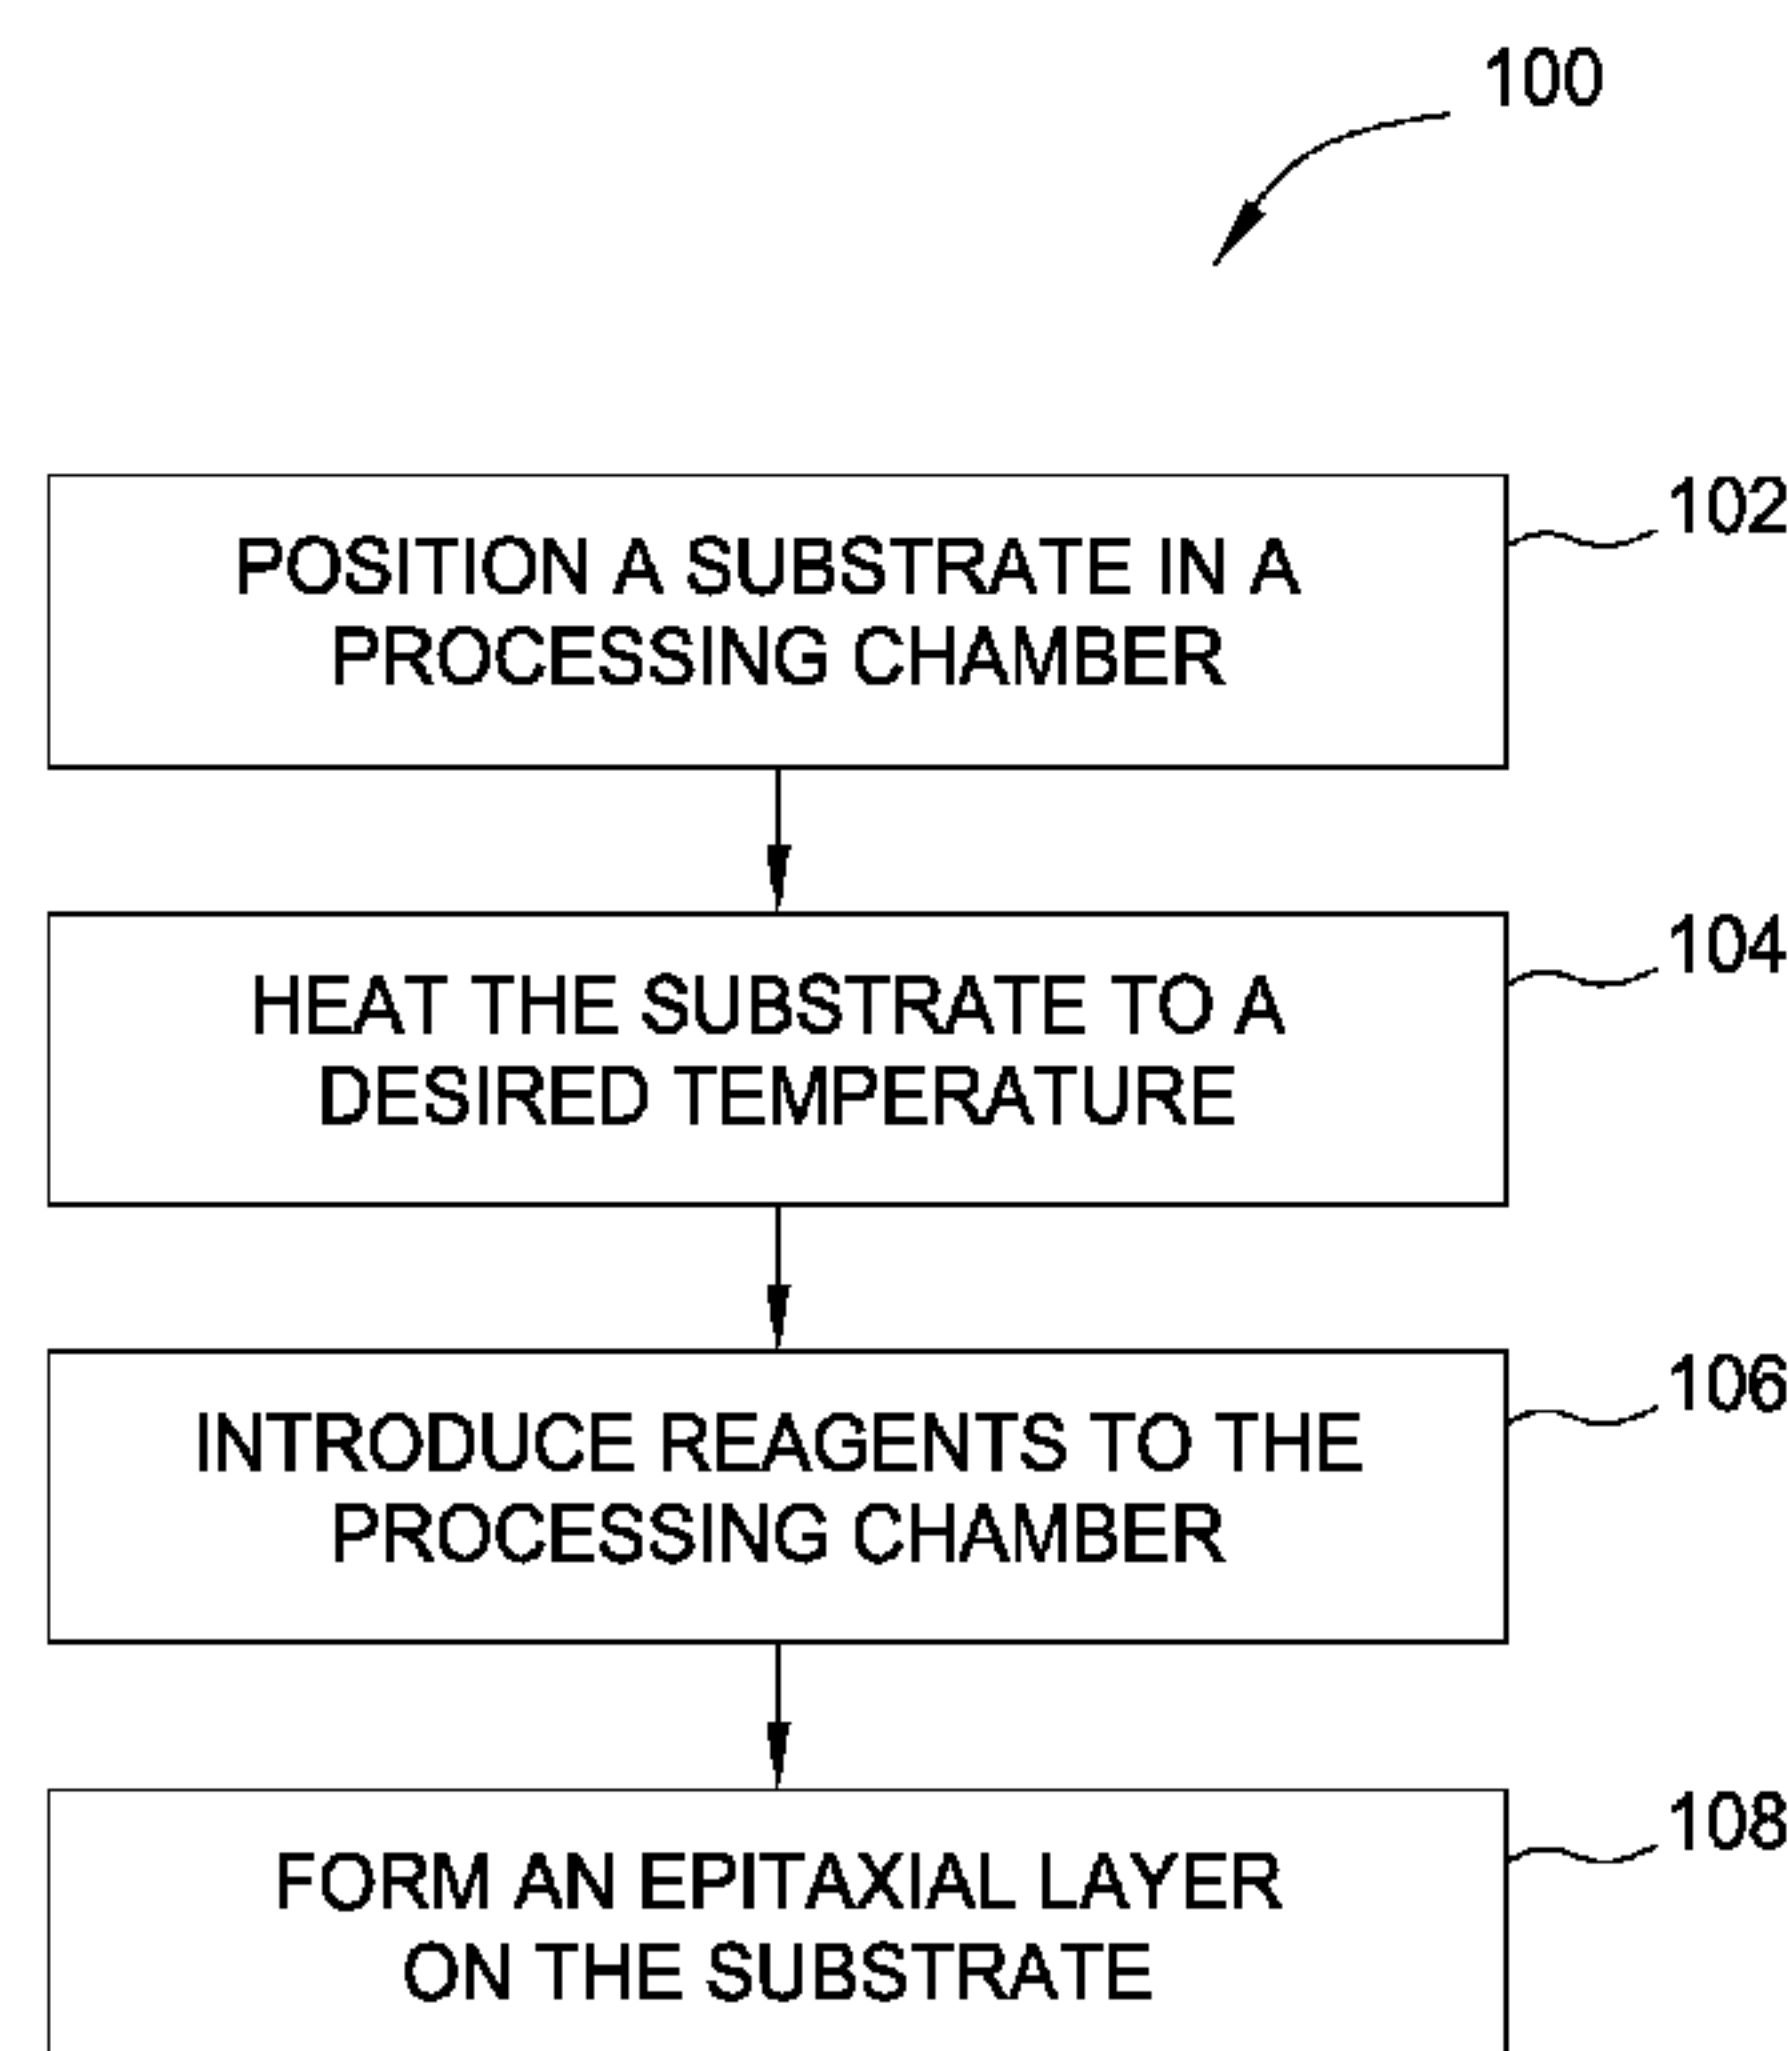 100
102
POSITION A SUBSTRATE IN A
PROCESSING CHAMBER
104
HEAT THE SUBSTRATE TO A
DESIRED TEMPERATURE
106
INTRODUCE REAGENTS TO THE
PROCESSING CHAMBER
108
FORM AN EPITAXIAL LAYER
ON THE SUBSTRATE